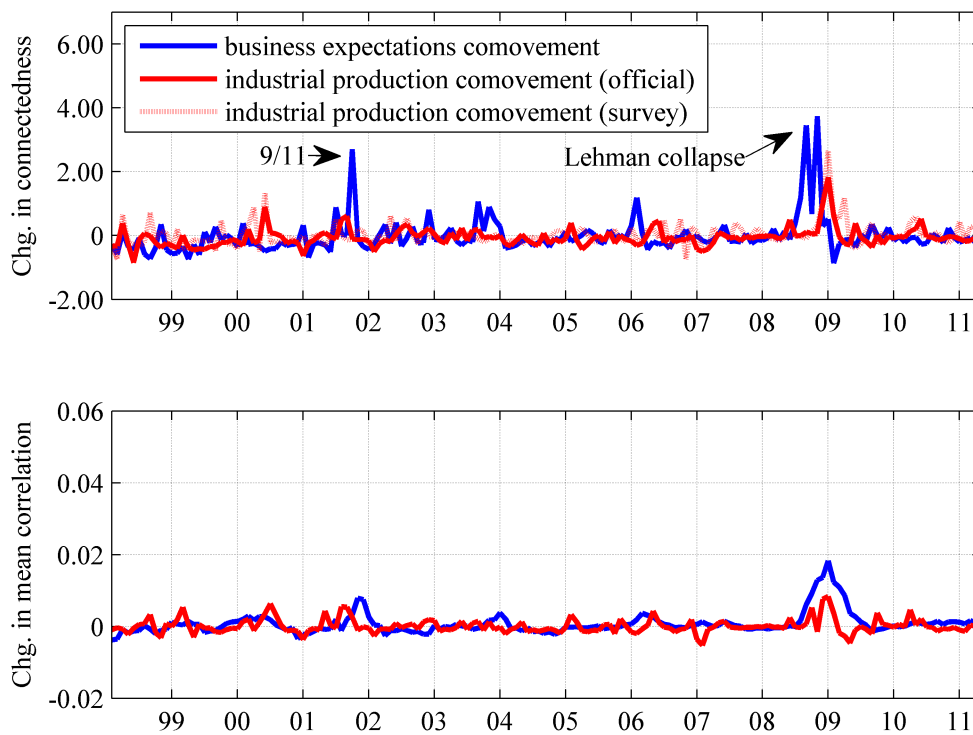 Chg. in connectedness
6.00
4.00
2.00
0
-2.00
business expectations comovement
industrial production comovement (official)
industrial production comovement (survey)
9/11
Lehman collapse
99 00 01 02 03 04 05 06 07 08 09 10 11
Chg. in mean correlation
0.06
0.04
0.02
0
-0.02
99 00 01 02 03 04 05 06 07 08 09 10 11